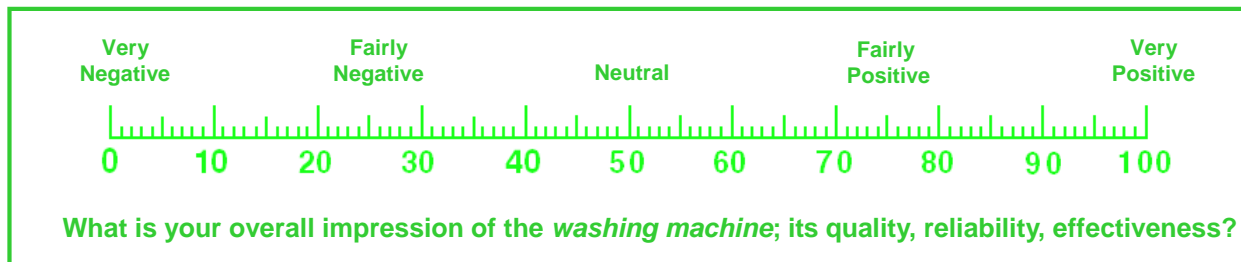 Very Fairly Fairly Very
Negative Negative Neutral Positive Positive
0 10 20 30 40 50 60 70 80 90 100
What is your overall impression of the washing machine; its quality, reliability, effectiveness?